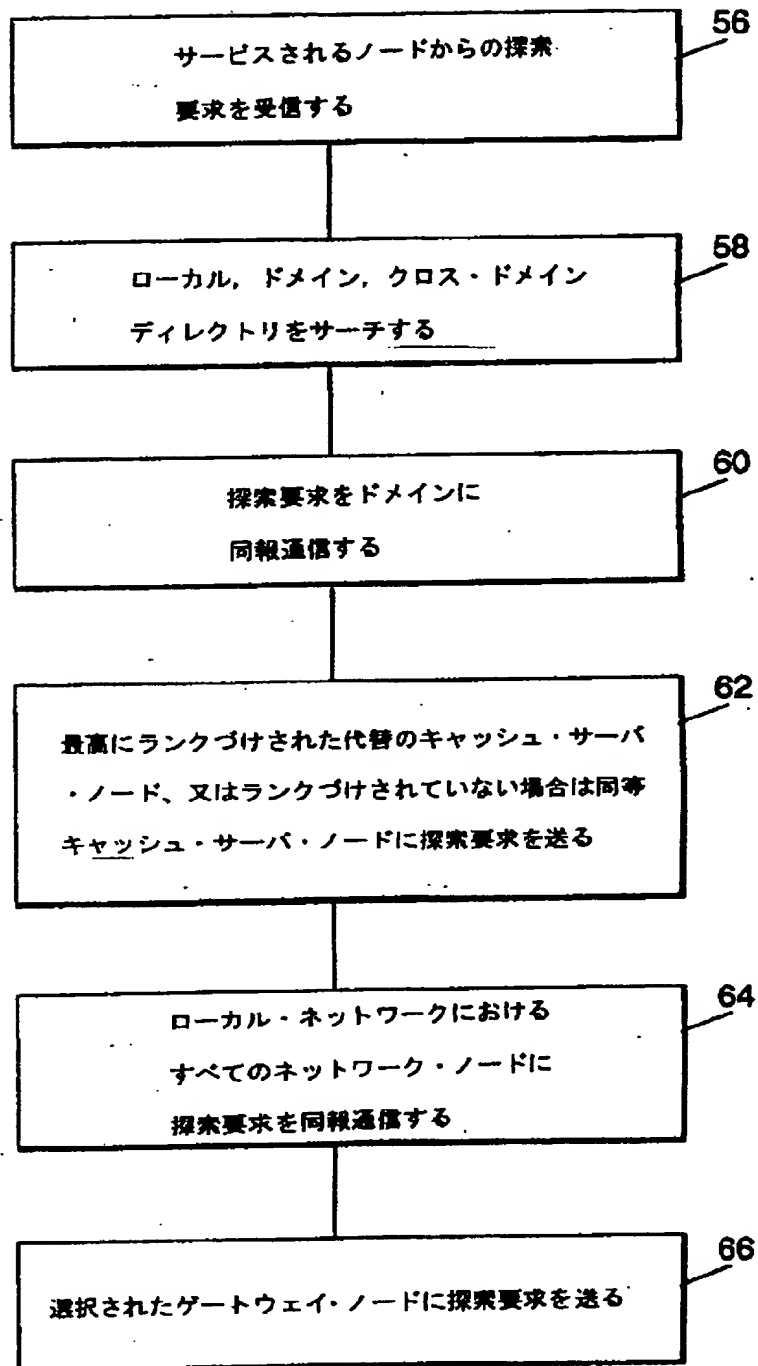 56
サービスされるノードからの探索
要求を受信する
58
ローカル，ドメイン，クロス・ドメイン
ディレクトリをサーチする
60
探索要求をドメインに
同報通信する
62
最高にランクづけされた代替のキャッシュ・サーバ
・ノード、又はランクづけされていない場合は同等
キャッシュ・サーバ・ノードに探索要求を送る
64
ローカル・ネットワークにおける
すべてのネットワーク・ノードに
探索要求を同報通信する
66
選択されたゲートウェイ・ノードに探索要求を送る